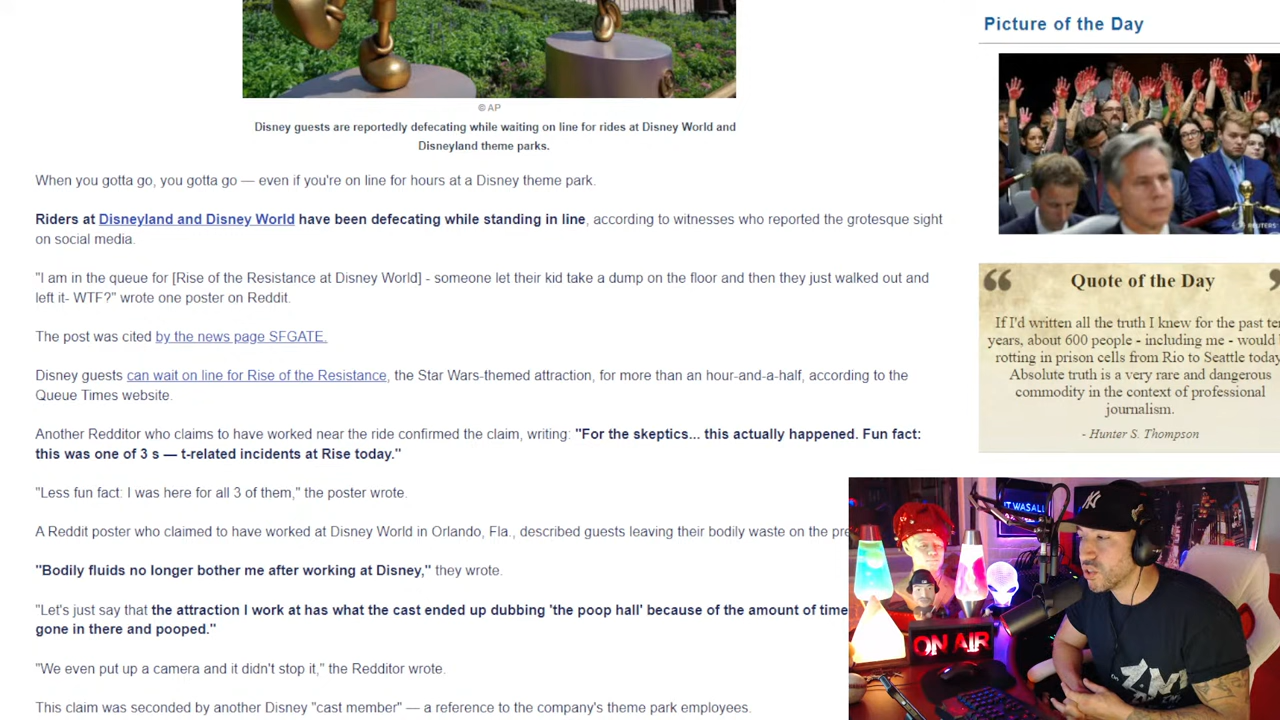 © AP
Disney guests are reportedly defecating while waiting on line for rides at Disney World and
Disneyland theme parks.
When you gotta go, you gotta go — even if you're on line for hours at a Disney theme park.
Riders at Disneyland and Disney World have been defecating while standing in line, according to witnesses who reported the grotesque sight
on social media.
"I am in the queue for [Rise of the Resistance at Disney World] - someone let their kid take a dump on the floor and then they just walked out and
left it- WTF?" wrote one poster on Reddit.
The post was cited by the news page SFGATE.
Disney guests can wait on line for Rise of the Resistance, the Star Wars-themed attraction, for more than an hour-and-a-half, according to the
Queue Times website.
Another Redditor who claims to have worked near the ride confirmed the claim, writing: "For the skeptics... this actually happened. Fun fact:
this was one of 3 s — t-related incidents at Rise today."
"Less fun fact: I was here for all 3 of them," the poster wrote.
A Reddit poster who claimed to have worked at Disney World in Orlando, Fla., described guests leaving their bodily waste on the
"Bodily fluids no longer bother me after working at Disney," they wrote.
"Let's just say that the attraction I work at has what the cast ended up dubbing 'the poop hall' because of the amount of time
gone in there and pooped."
"We even put up a camera and it didn't stop it," the Redditor wrote.
This claim was seconded by another Disney "cast member" — a reference to the company's theme park employees.
Picture of the Day
REUTERS
Quote of the Day
If I'd written all the truth I knew for the past
years, about 600 people - including me - would
rotting in prison cells from Rio to Seattle today
Absolute truth is a very rare and dangerous
commodity in the context of professional
journalism.
- Hunter S. Thompson
IT WAS ALL
ON AIR